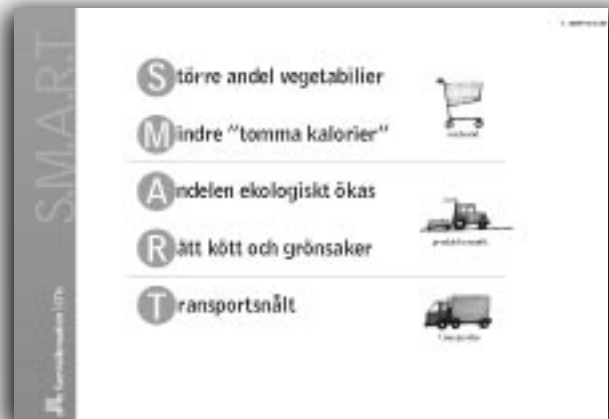 S.M.A.R.T
Större andel vegetabilier
Mindre "tomma kalorier"
Andelen ekologiskt ökas
Rätt kött och grönsaker
Transportsnålt